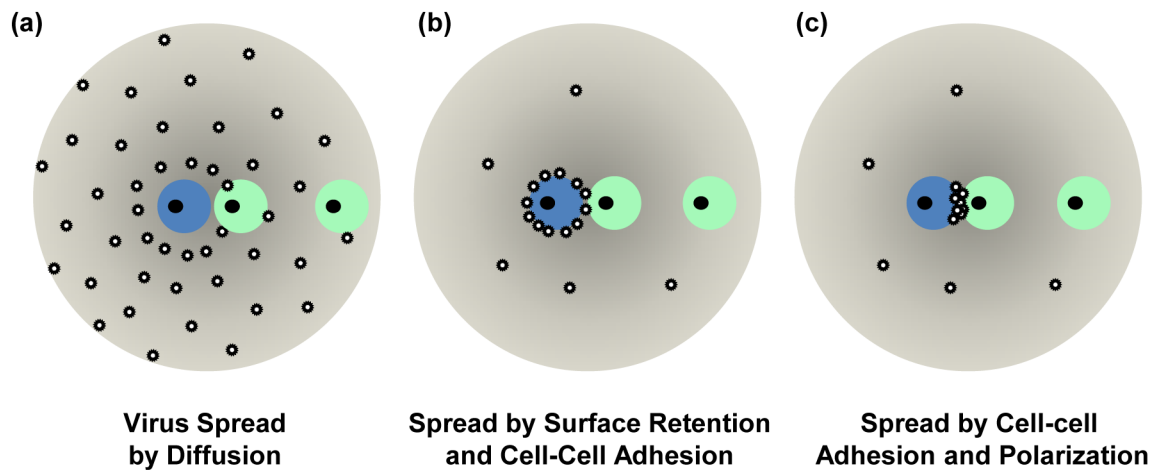 (a)
(b)
(c)
Virus Spread
by Diffusion
Spread by Surface Retention
and Cell-Cell Adhesion
Spread by Cell-cell
Adhesion and Polarization